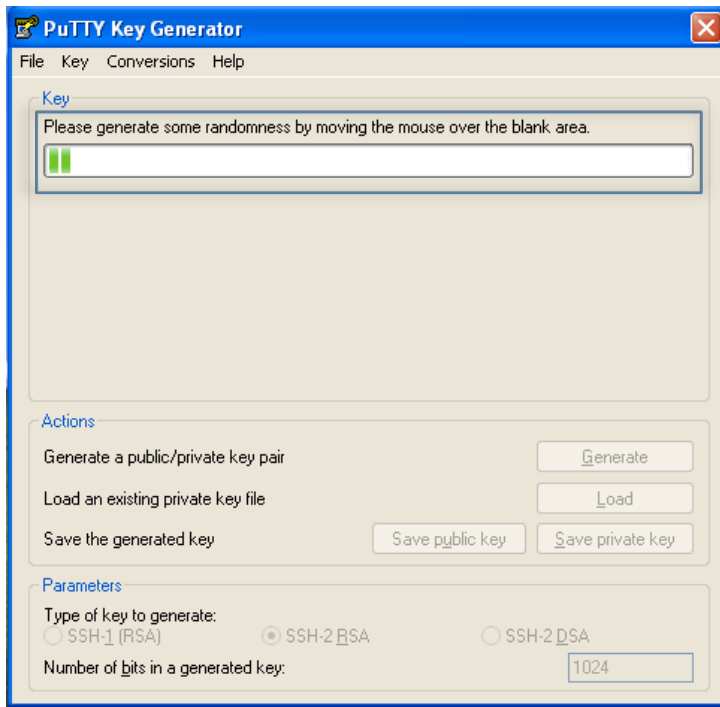 PuTTY Key Generator
File Key Conversions Help
Key
Please generate some randomness by moving the mouse over the blank area.
Actions
Generate a public/private key pair
Generate
Load an existing private key file
Load
Save the generated key
Save public key
Save private key
Parameters
Type of key to generate:
SSH-1 (RSA)
SSH-2 RSA
SSH-2 DSA
Number of bits in a generated key:
1024